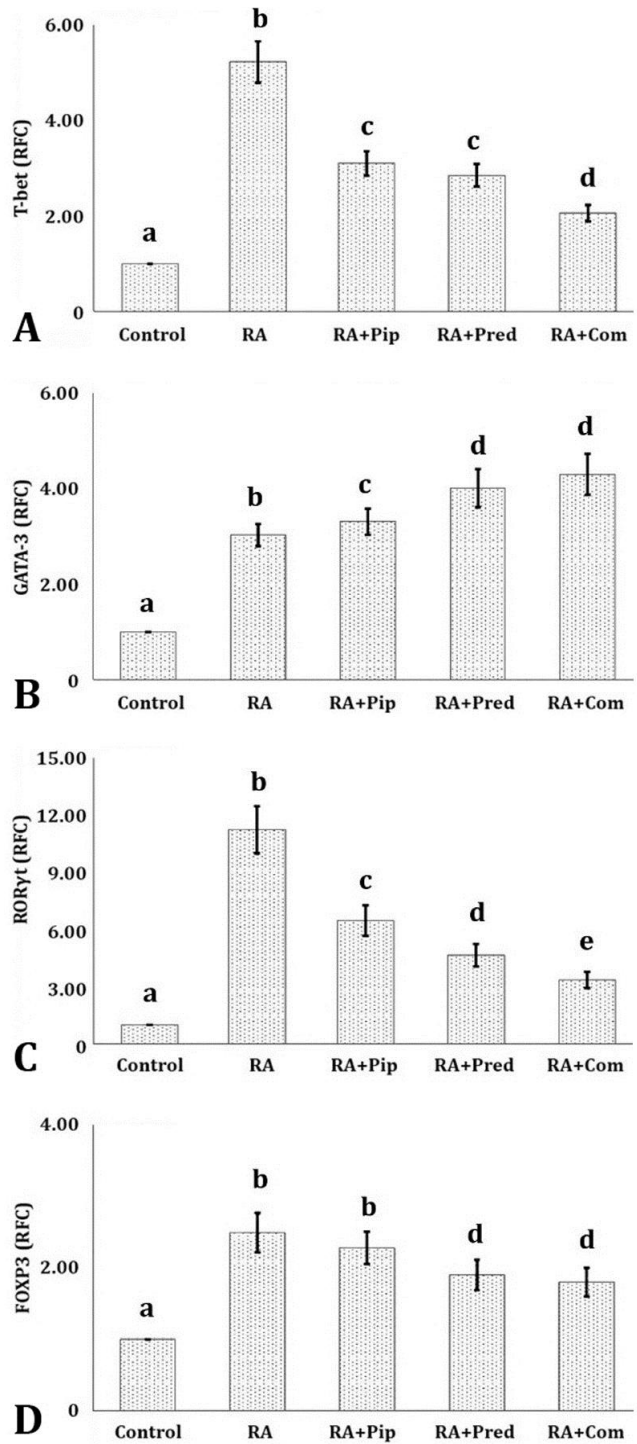 6.00
4.00
2.00
0
T-bet (RFC)
a
b
c
c
d
Control RA RA+Pip RA+Pred RA+Com
A
6.00
4.00
2.00
0
GATA-3 (RFC)
a
b
c
d
d
Control RA RA+Pip RA+Pred RA+Com
B
15.00
12.00
9.00
6.00
3.00
0
RORγt (RFC)
a
b
c
d
e
Control RA RA+Pip RA+Pred RA+Com
C
4.00
2.00
0
FOXP3 (RFC)
a
b
b
d
d
Control RA RA+Pip RA+Pred RA+Com
D